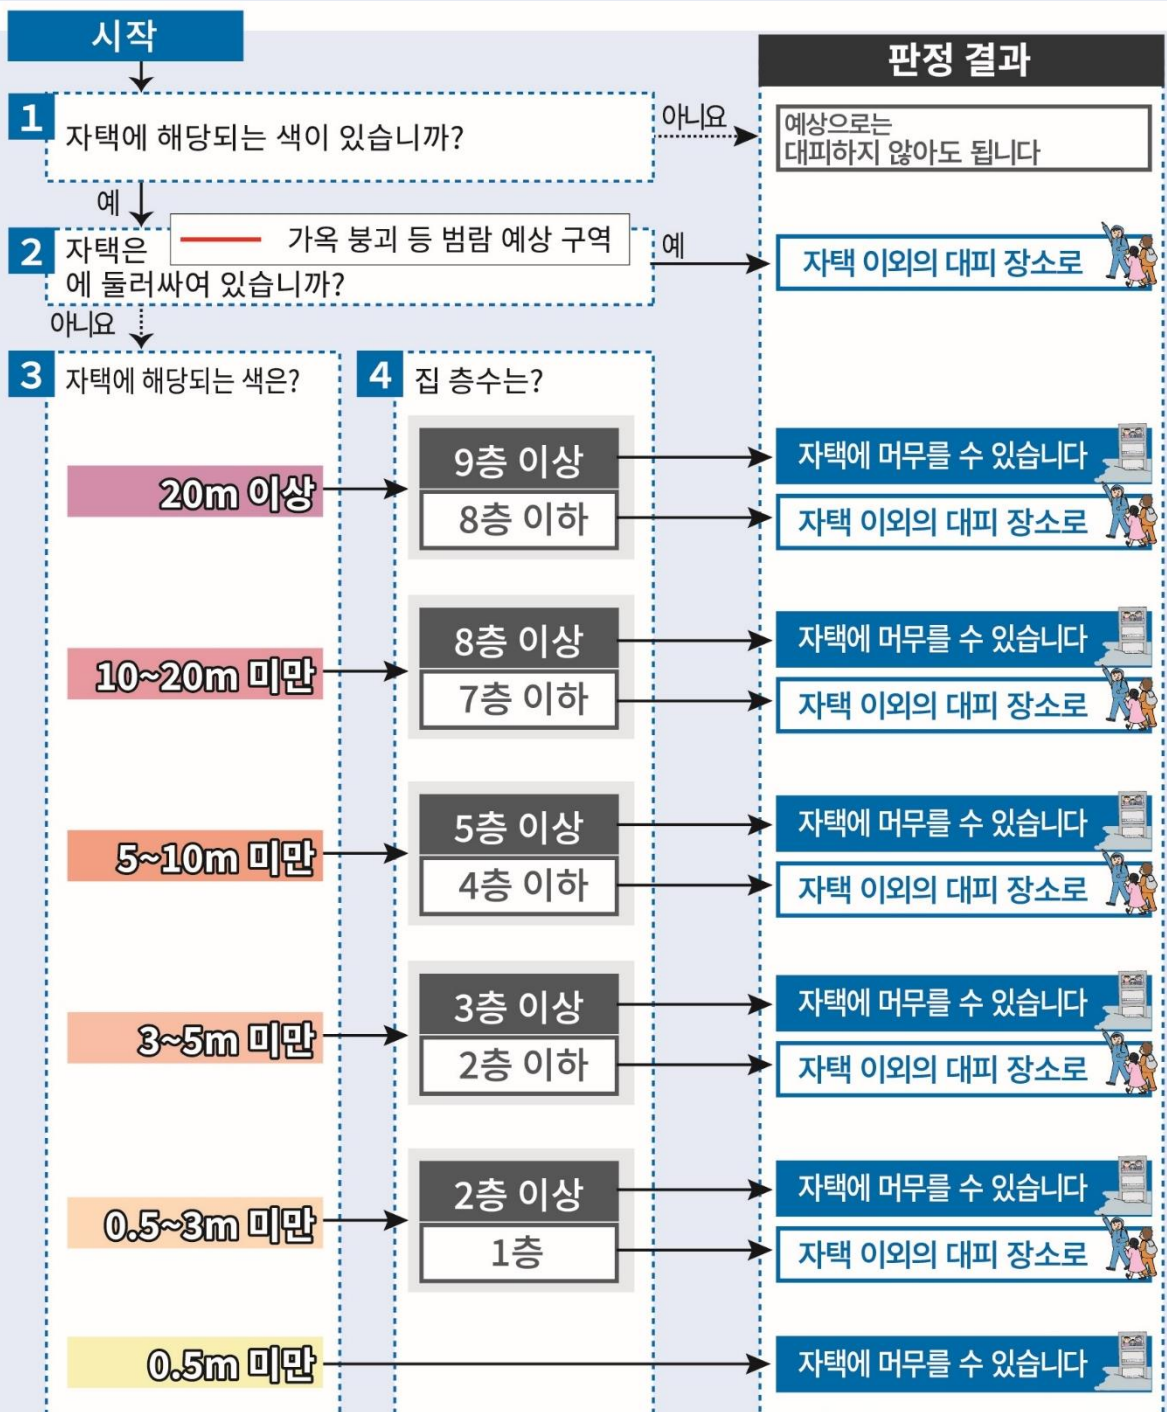 시작
판정 결과
1
자택에 해당되는 색이 있습니까?
아니요
예상으로는
대피하지 않아도 됩니다
예
2
자택은
가옥 붕괴 등 범람 예상 구역
에 둘러싸여 있습니까?
예
자택 이외의 대피 장소로
아니요
3
자택에 해당되는 색은?
4
집 층수는?
20m 이상
9층 이상
자택에 머무를 수 있습니다
8층 이하
자택 이외의 대피 장소로
10~20m 미만
8층 이상
자택에 머무를 수 있습니다
7층 이하
자택 이외의 대피 장소로
5~10m 미만
5층 이상
자택에 머무를 수 있습니다
4층 이하
자택 이외의 대피 장소로
3~5m 미만
3층 이상
자택에 머무를 수 있습니다
2층 이하
자택 이외의 대피 장소로
0.5~3m 미만
2층 이상
자택에 머무를 수 있습니다
1층
자택 이외의 대피 장소로
0.5m 미만
자택에 머무를 수 있습니다